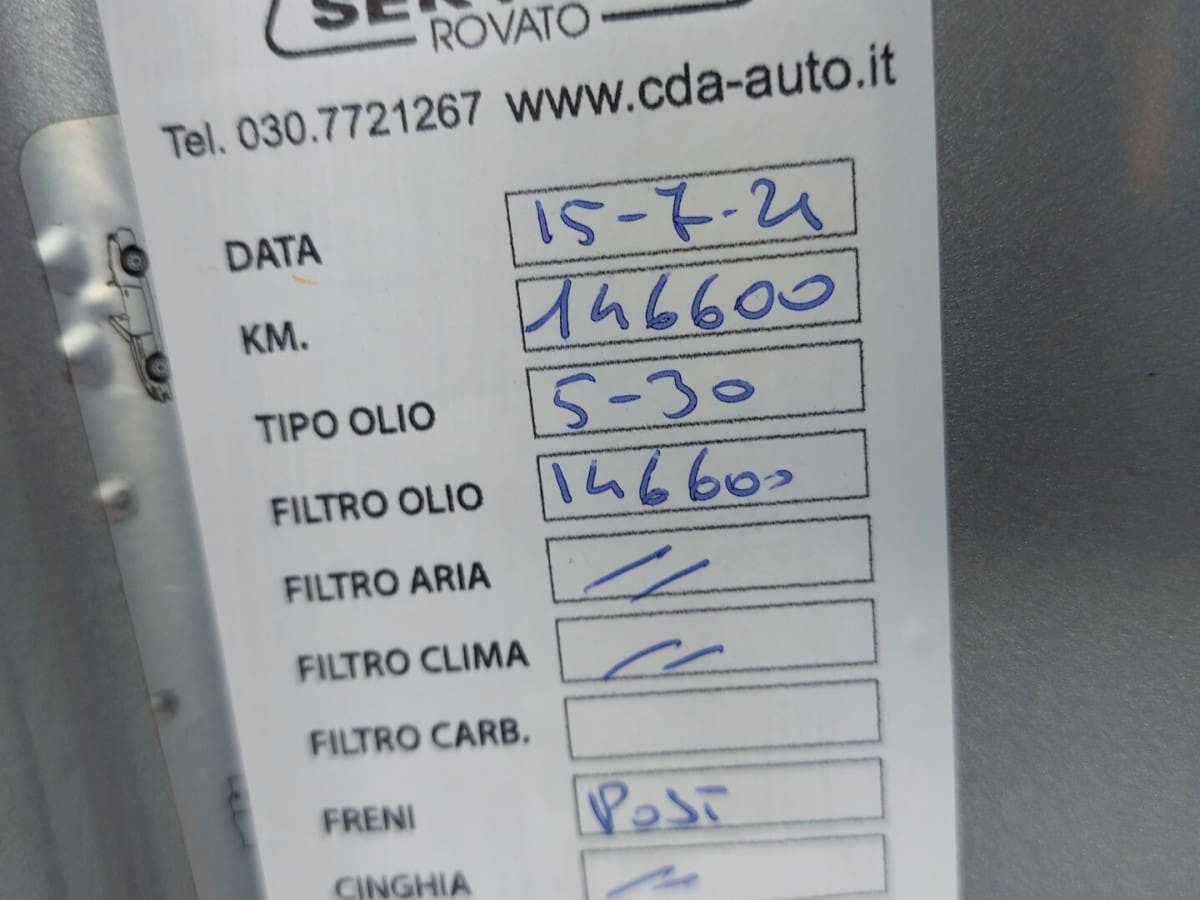 ROVATO
Tel. 030.7721267 www.cda-auto.it
DATA 15-7-21
KM. 146600
TIPO OLIO 5-30
FILTRO OLIO 146600
FILTRO ARIA //
FILTRO CLIMA //
FILTRO CARB.
FRENI POST
CINGHIA //